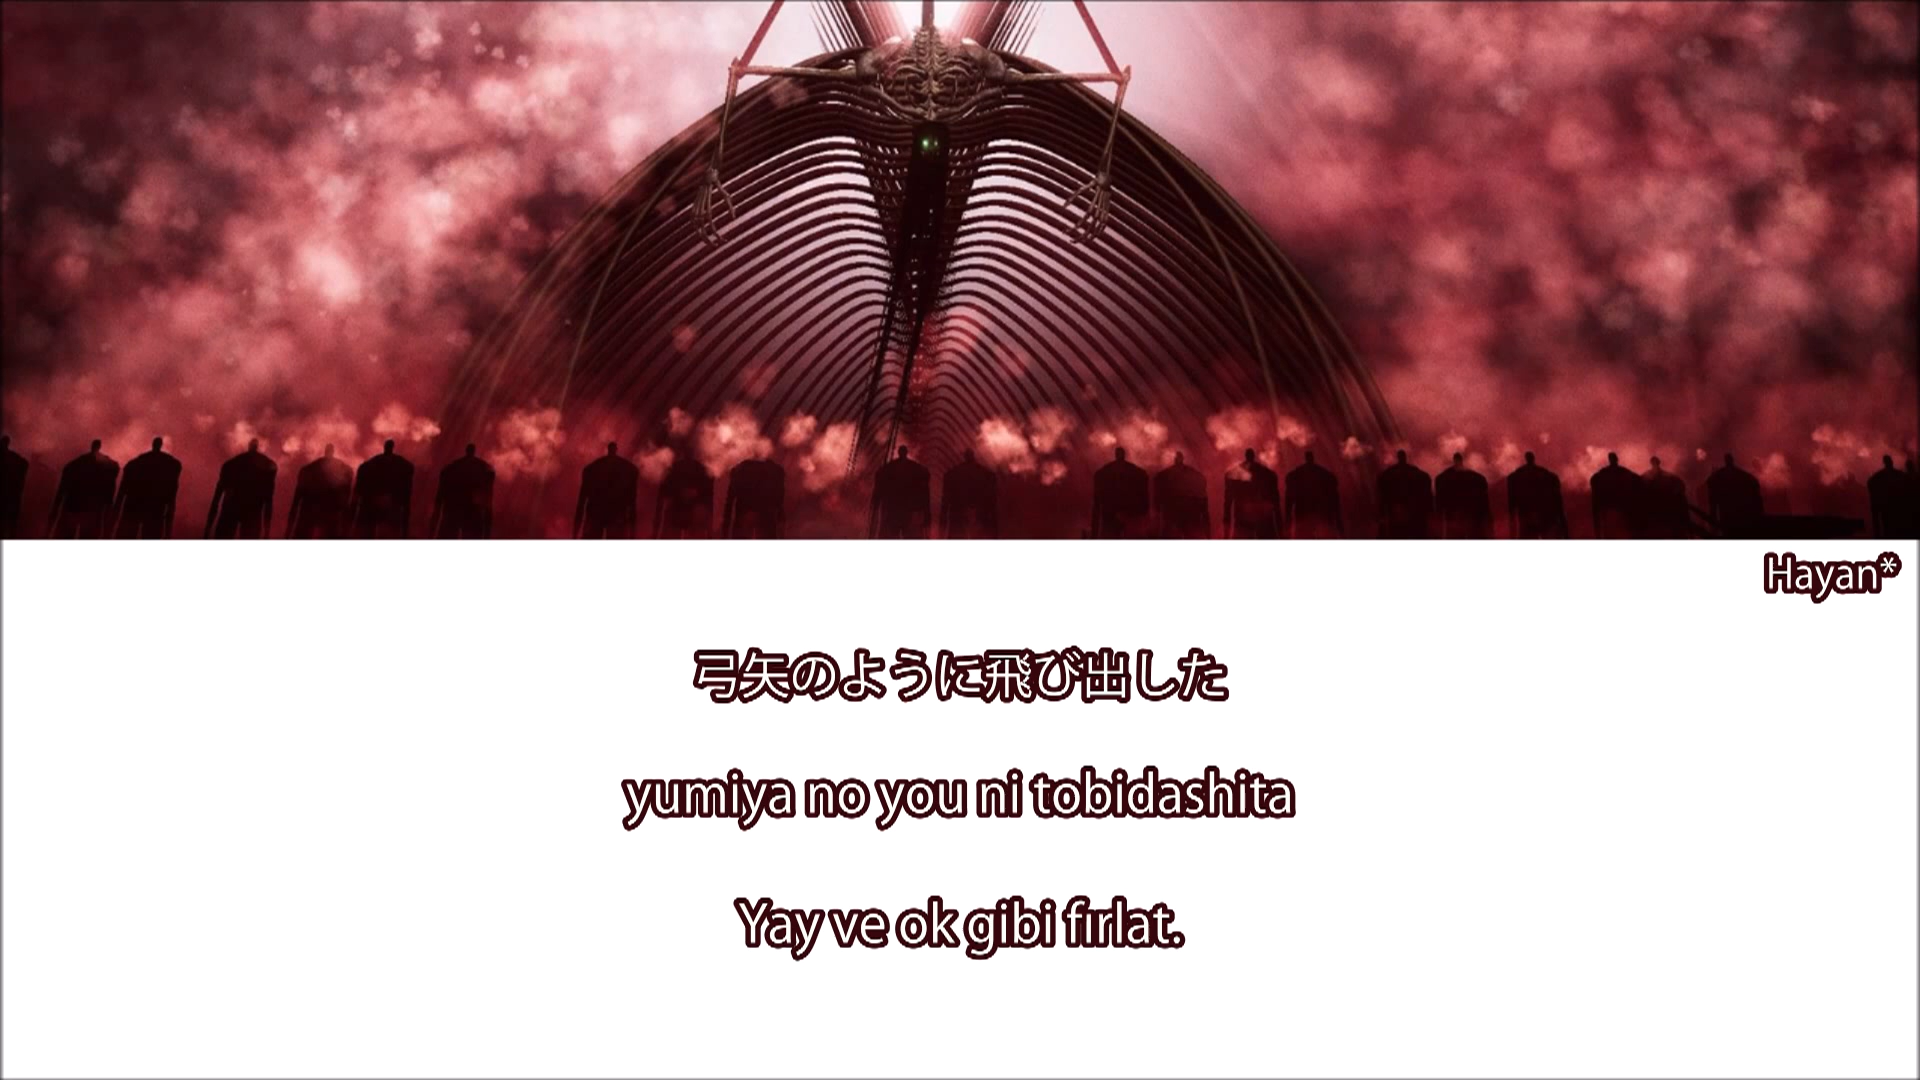 Hayan*
弓矢のように飛び出した
yumiya no you ni tobidashita
Yay ve ok gibi fırlat.